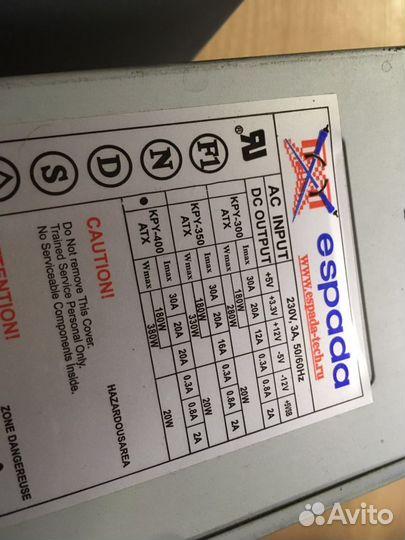 espada
www.espada-tech.ru
AC INPUT 230V, 3A, 50/60Hz
DC OUTPUT +5V +3.3V +12V -5V -12V +5VSB
KPY-300 ATX Imax 30A 20A 12A 0.3A 0.8A 2A
Wmax 180W 280W 20W
KPY-350 ATX Imax 30A 20A 16A 0.3A 0.8A 2A
Wmax 180W 330W 20W
KPY-400 ATX Imax 30A 20A 20A 0.3A 0.8A 2A
Wmax 180W 380W 20W
F1 N D S
CAUTION!
Do Not Remove This Cover.
Trained Service Personal Only.
No Serviceable Components Inside.
HAZARDOUSAREA
ATTENTION!
ZONE DANGEREUSE
Avito